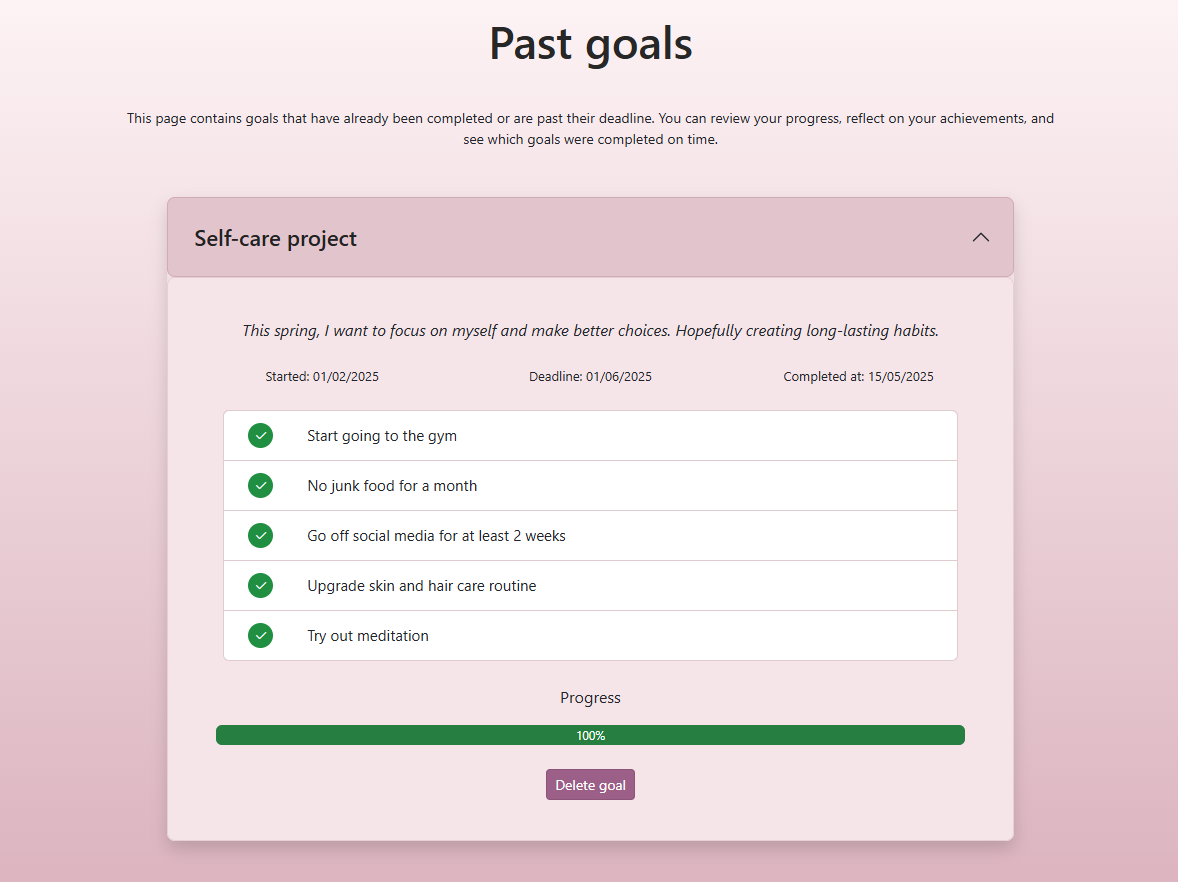 Past goals
This page contains goals that have already been completed or are past their deadline. You can review your progress, reflect on your achievements, and
see which goals were completed on time.
Self-care project
This spring, I want to focus on myself and make better choices. Hopefully creating long-lasting habits.
Started: 01/02/2025 Deadline: 01/06/2025 Completed at: 15/05/2025
Start going to the gym
No junk food for a month
Go off social media for at least 2 weeks
Upgrade skin and hair care routine
Try out meditation
Progress
100%
Delete goal